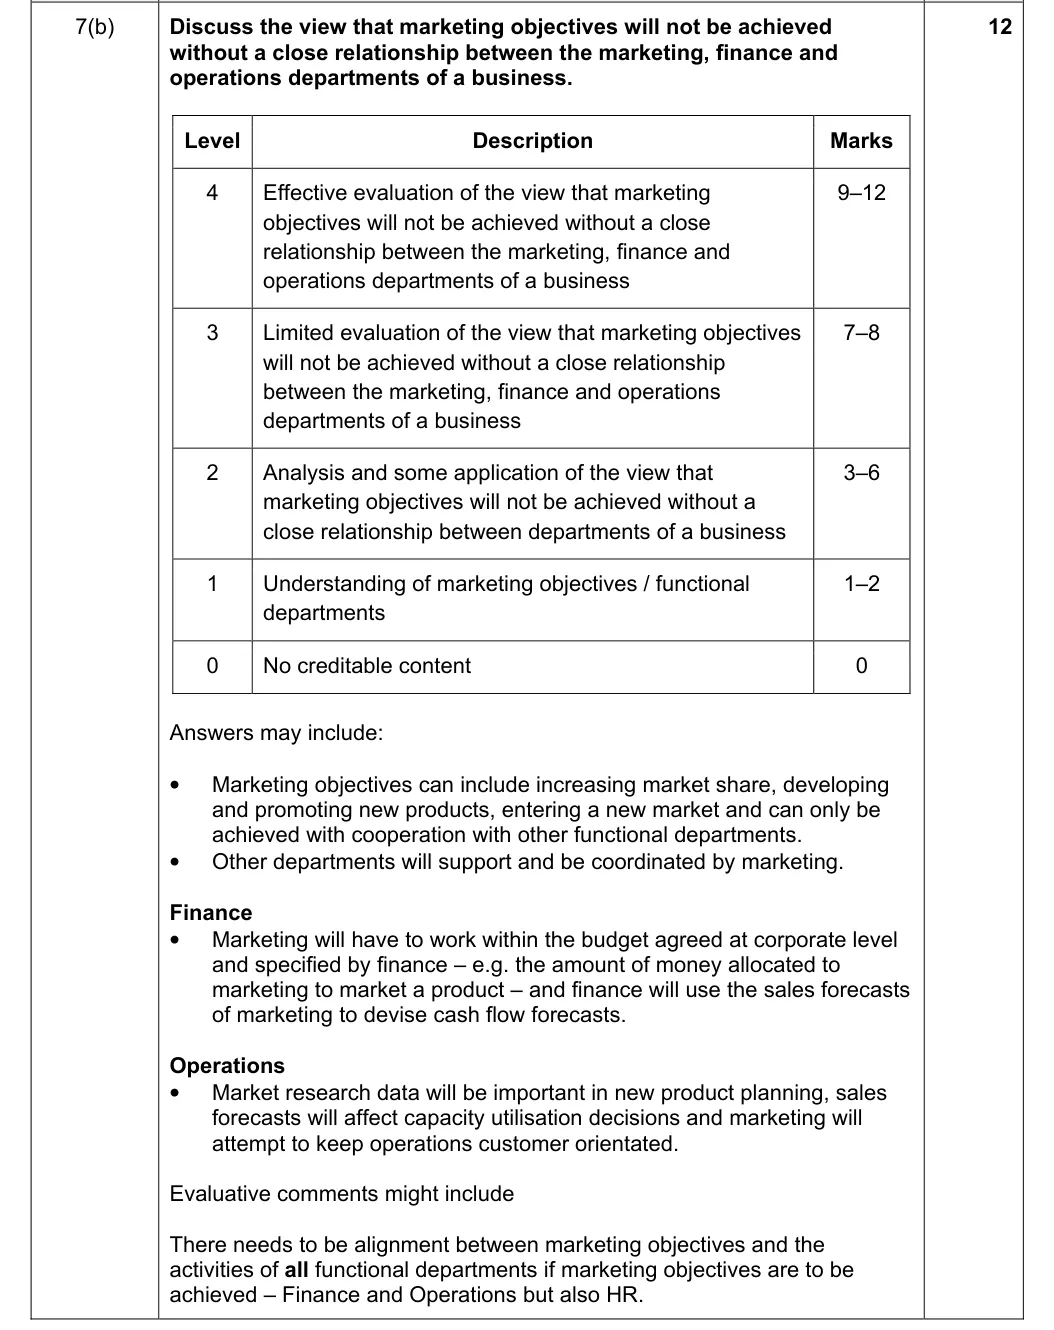 7(b)
Discuss the view that marketing objectives will not be achieved
without a close relationship between the marketing, finance and
operations departments of a business.
12
Level Description Marks
4 Effective evaluation of the view that marketing 9–12
objectives will not be achieved without a close
relationship between the marketing, finance and
operations departments of a business
3 Limited evaluation of the view that marketing objectives 7–8
will not be achieved without a close relationship
between the marketing, finance and operations
departments of a business
2 Analysis and some application of the view that 3–6
marketing objectives will not be achieved without a
close relationship between departments of a business
1 Understanding of marketing objectives / functional 1–2
departments
0 No creditable content 0
Answers may include:
• Marketing objectives can include increasing market share, developing
and promoting new products, entering a new market and can only be
achieved with cooperation with other functional departments.
• Other departments will support and be coordinated by marketing.
Finance
• Marketing will have to work within the budget agreed at corporate level
and specified by finance – e.g. the amount of money allocated to
marketing to market a product – and finance will use the sales forecasts
of marketing to devise cash flow forecasts.
Operations
• Market research data will be important in new product planning, sales
forecasts will affect capacity utilisation decisions and marketing will
attempt to keep operations customer orientated.
Evaluative comments might include
There needs to be alignment between marketing objectives and the
activities of all functional departments if marketing objectives are to be
achieved – Finance and Operations but also HR.